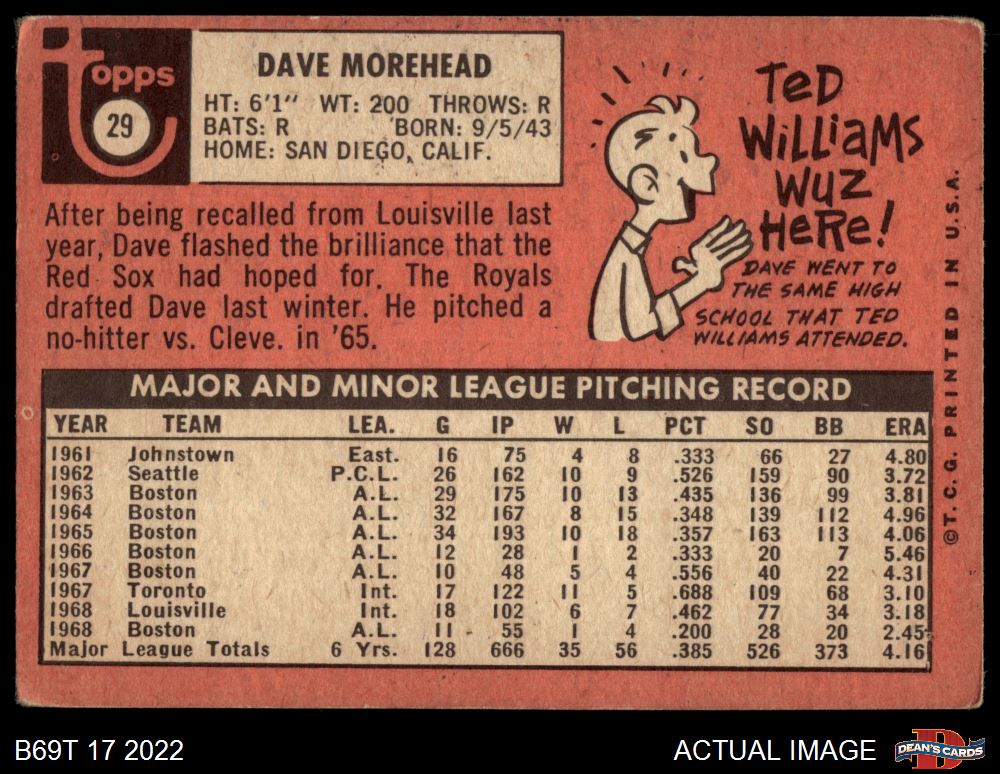 topps
29
DAVE MOREHEAD
HT: 6'1" WT: 200 THROWS: R
BATS: R BORN: 9/5/43
HOME: SAN DIEGO, CALIF.
After being recalled from Louisville last
year, Dave flashed the brilliance that the
Red Sox had hoped for. The Royals
drafted Dave last winter. He pitched a
no-hitter vs. Cleve. in '65.
TeD
WiLLiaMS
WUZ
HeRe!
DAVE WENT TO
THE SAME HIGH
SCHOOL THAT TED
WILLIAMS ATTENDED.
MAJOR AND MINOR LEAGUE PITCHING RECORD
YEAR TEAM LEA. G IP W L PCT SO BB ERA
1961 Johnstown East. 16 75 4 8 .333 66 27 4.80
1962 Seattle P.C.L. 26 162 10 9 .526 159 90 3.72
1963 Boston A.L. 29 175 10 13 .435 136 99 3.81
1964 Boston A.L. 32 167 8 15 .348 139 112 4.96
1965 Boston A.L. 34 193 10 18 .357 163 113 4.06
1966 Boston A.L. 12 28 1 2 .333 20 7 5.46
1967 Boston A.L. 10 48 5 4 .556 40 22 4.31
1967 Toronto Int. 17 122 11 5 .688 109 68 3.10
1968 Louisville Int. 18 102 6 7 .462 77 34 3.18
1968 Boston A.L. 11 55 1 4 .200 28 20 2.45
Major League Totals 6 Yrs. 128 666 35 56 .385 526 373 4.16
©T.C.G. PRINTED IN U.S.A.
B69T 17 2022
ACTUAL IMAGE
D
DEAN'S CARDS